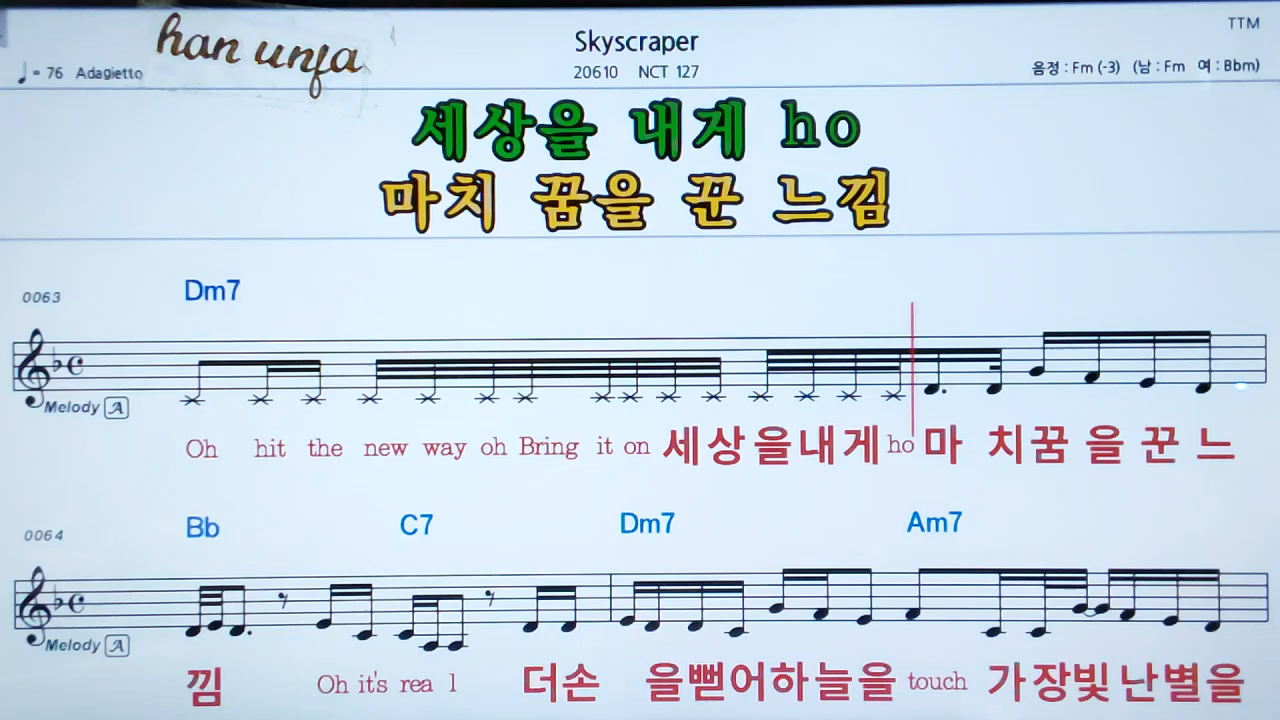 han unfa
Skyscraper
TTM
♩= 76 Adagietto
20610 NCT 127
음정 : Fm (-3) (남 : Fm 여 : Bbm)
세상을 내게 ho
마치 꿈을 꾼 느낌
0063 Dm7
Melody A
Oh hit the new way oh Bring it on 세상을내게ho마 치꿈 을 꾼 느
0064 Bb C7 Dm7 Am7
Melody A
낌 Oh it's rea l 더손 을뻗어하늘을 touch 가장빛난별을